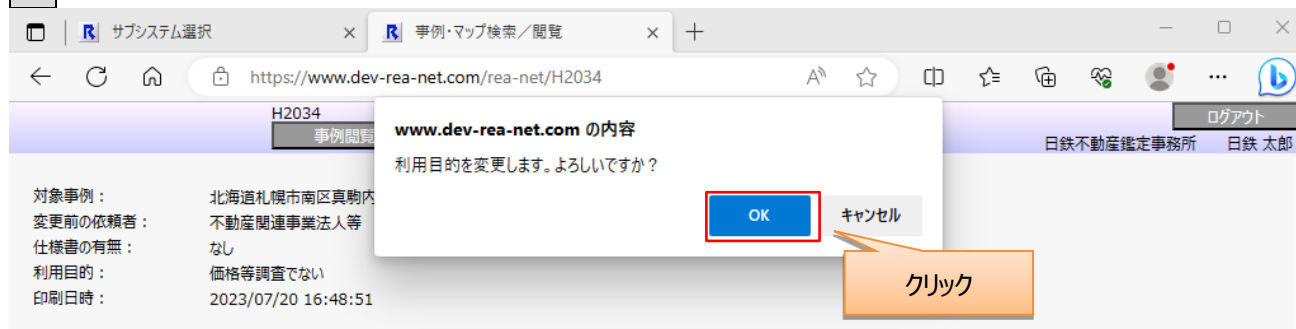 サブシステム選択
事例・マップ検索／閲覧
https://www.dev-rea-net.com/rea-net/H2034
H2034
事例閲覧
ログアウト
日鉄不動産鑑定事務所 日鉄 太郎
www.dev-rea-net.com の内容
利用目的を変更します。よろしいですか？
OK
キャンセル
クリック
対象事例： 北海道札幌市南区真駒内
変更前の依頼者： 不動産関連事業法人等
仕様書の有無： なし
利用目的： 価格等調査でない
印刷日時： 2023/07/20 16:48:51